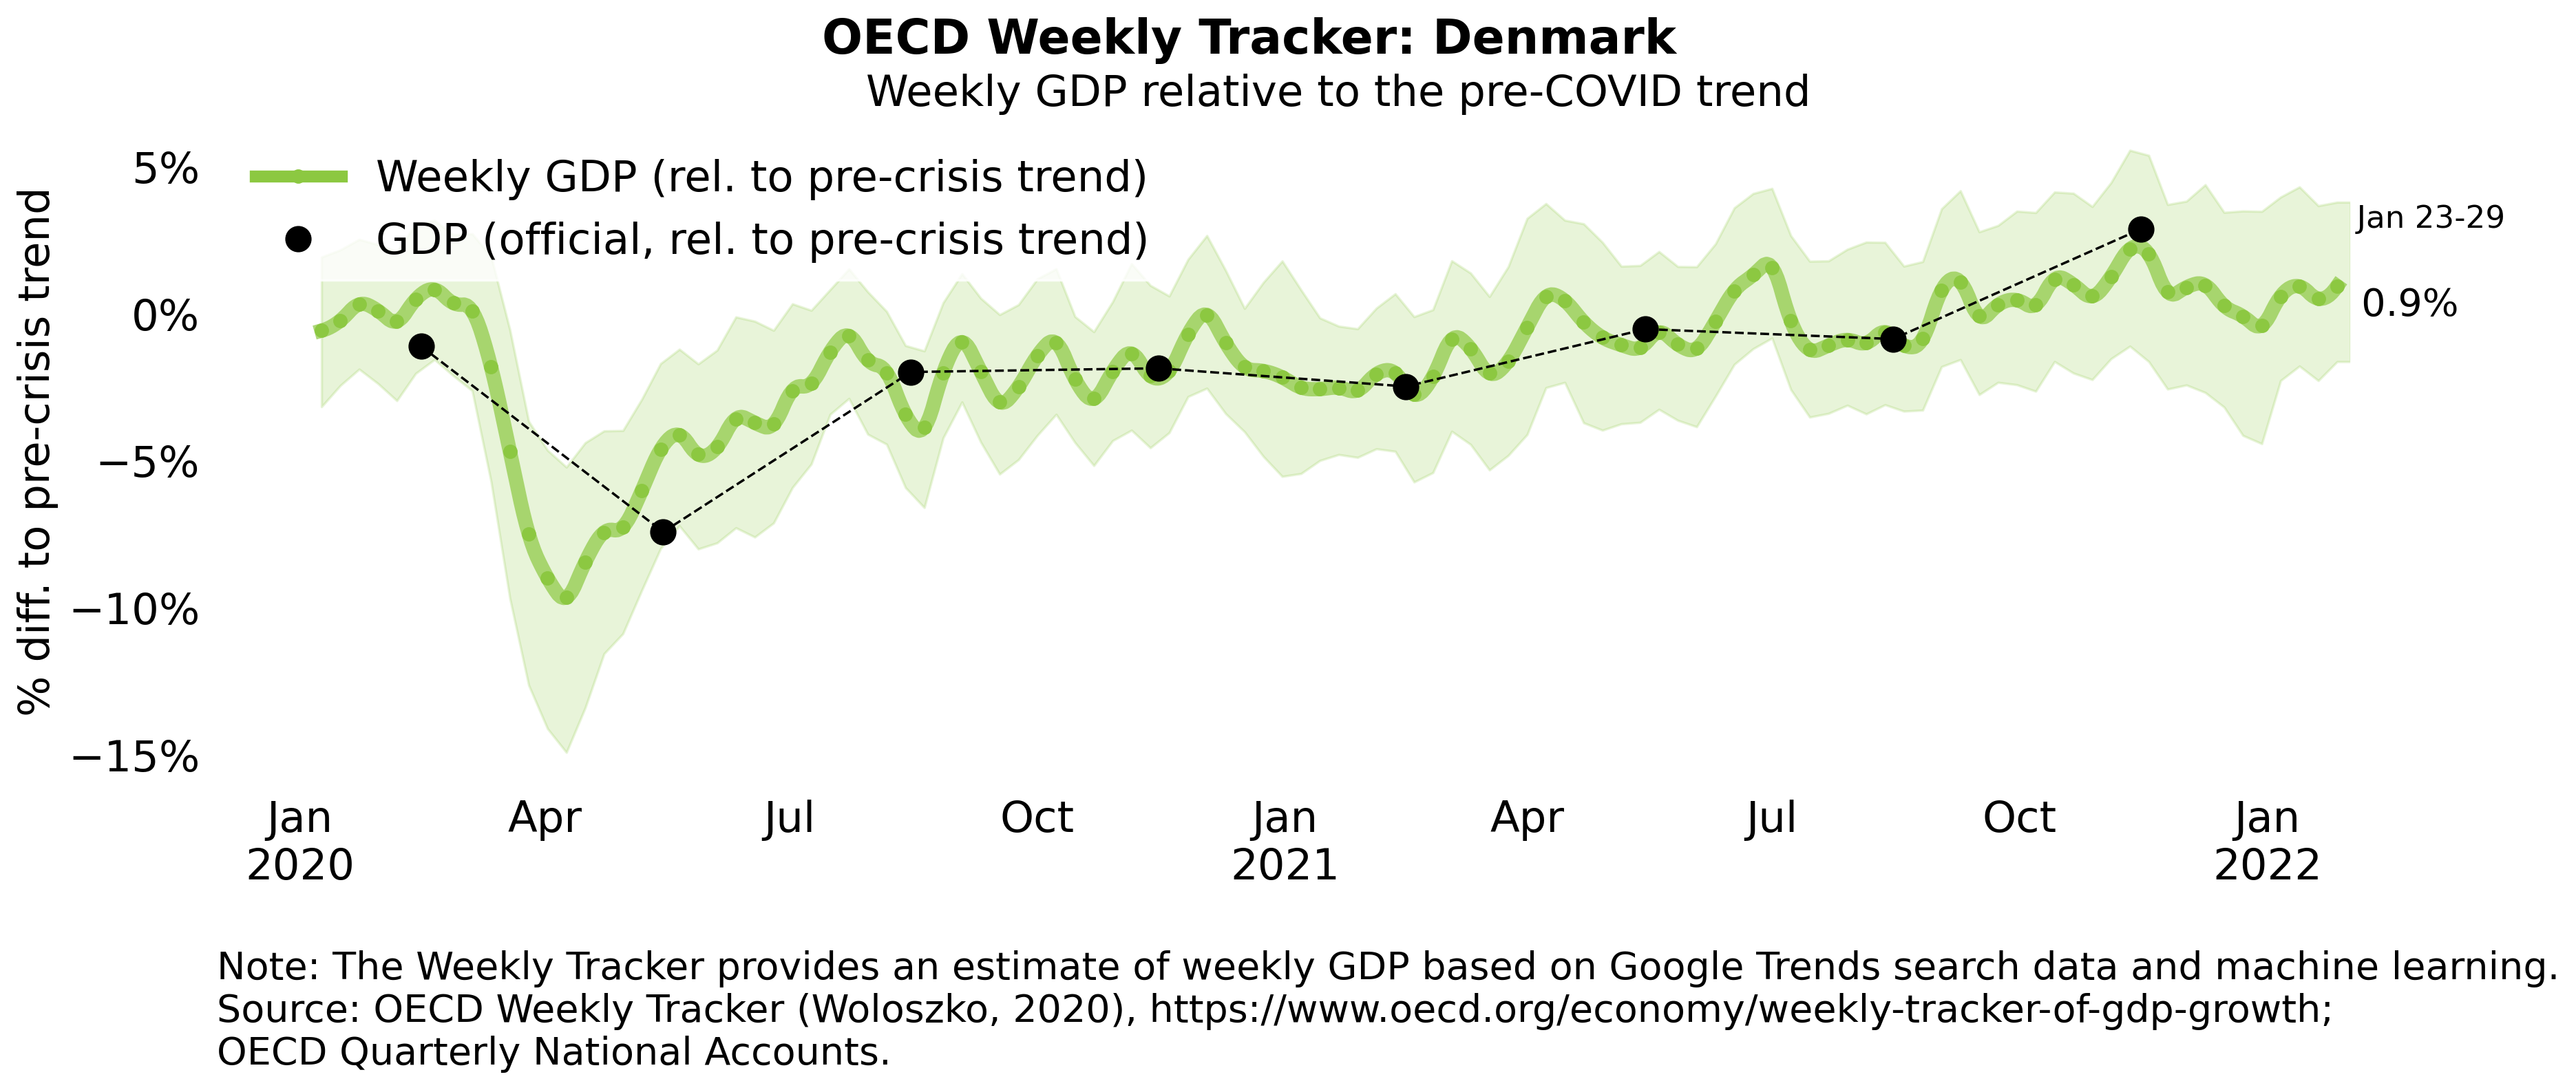 OECD Weekly Tracker: Denmark
Weekly GDP relative to the pre-COVID trend
Weekly GDP (rel. to pre-crisis trend)
GDP (official, rel. to pre-crisis trend)
% diff. to pre-crisis trend
5%
0%
−5%
−10%
−15%
Jan 23-29
0.9%
Jan Apr Jul Oct Jan Apr Jul Oct Jan
2020 2021 2022
Note: The Weekly Tracker provides an estimate of weekly GDP based on Google Trends search data and machine learning.
Source: OECD Weekly Tracker (Woloszko, 2020), https://www.oecd.org/economy/weekly-tracker-of-gdp-growth;
OECD Quarterly National Accounts.